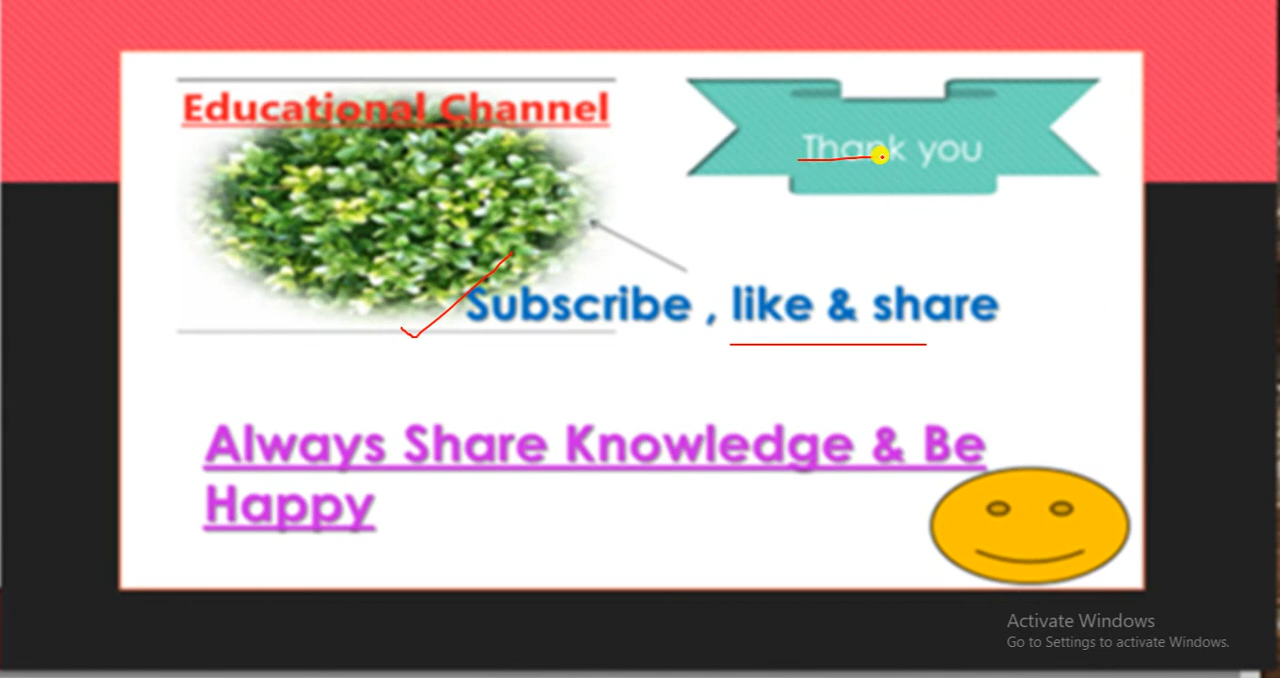 Educational Channel
Thank you
Subscribe , like & share
Always Share Knowledge & Be
Happy
Activate Windows
Go to Settings to activate Windows.